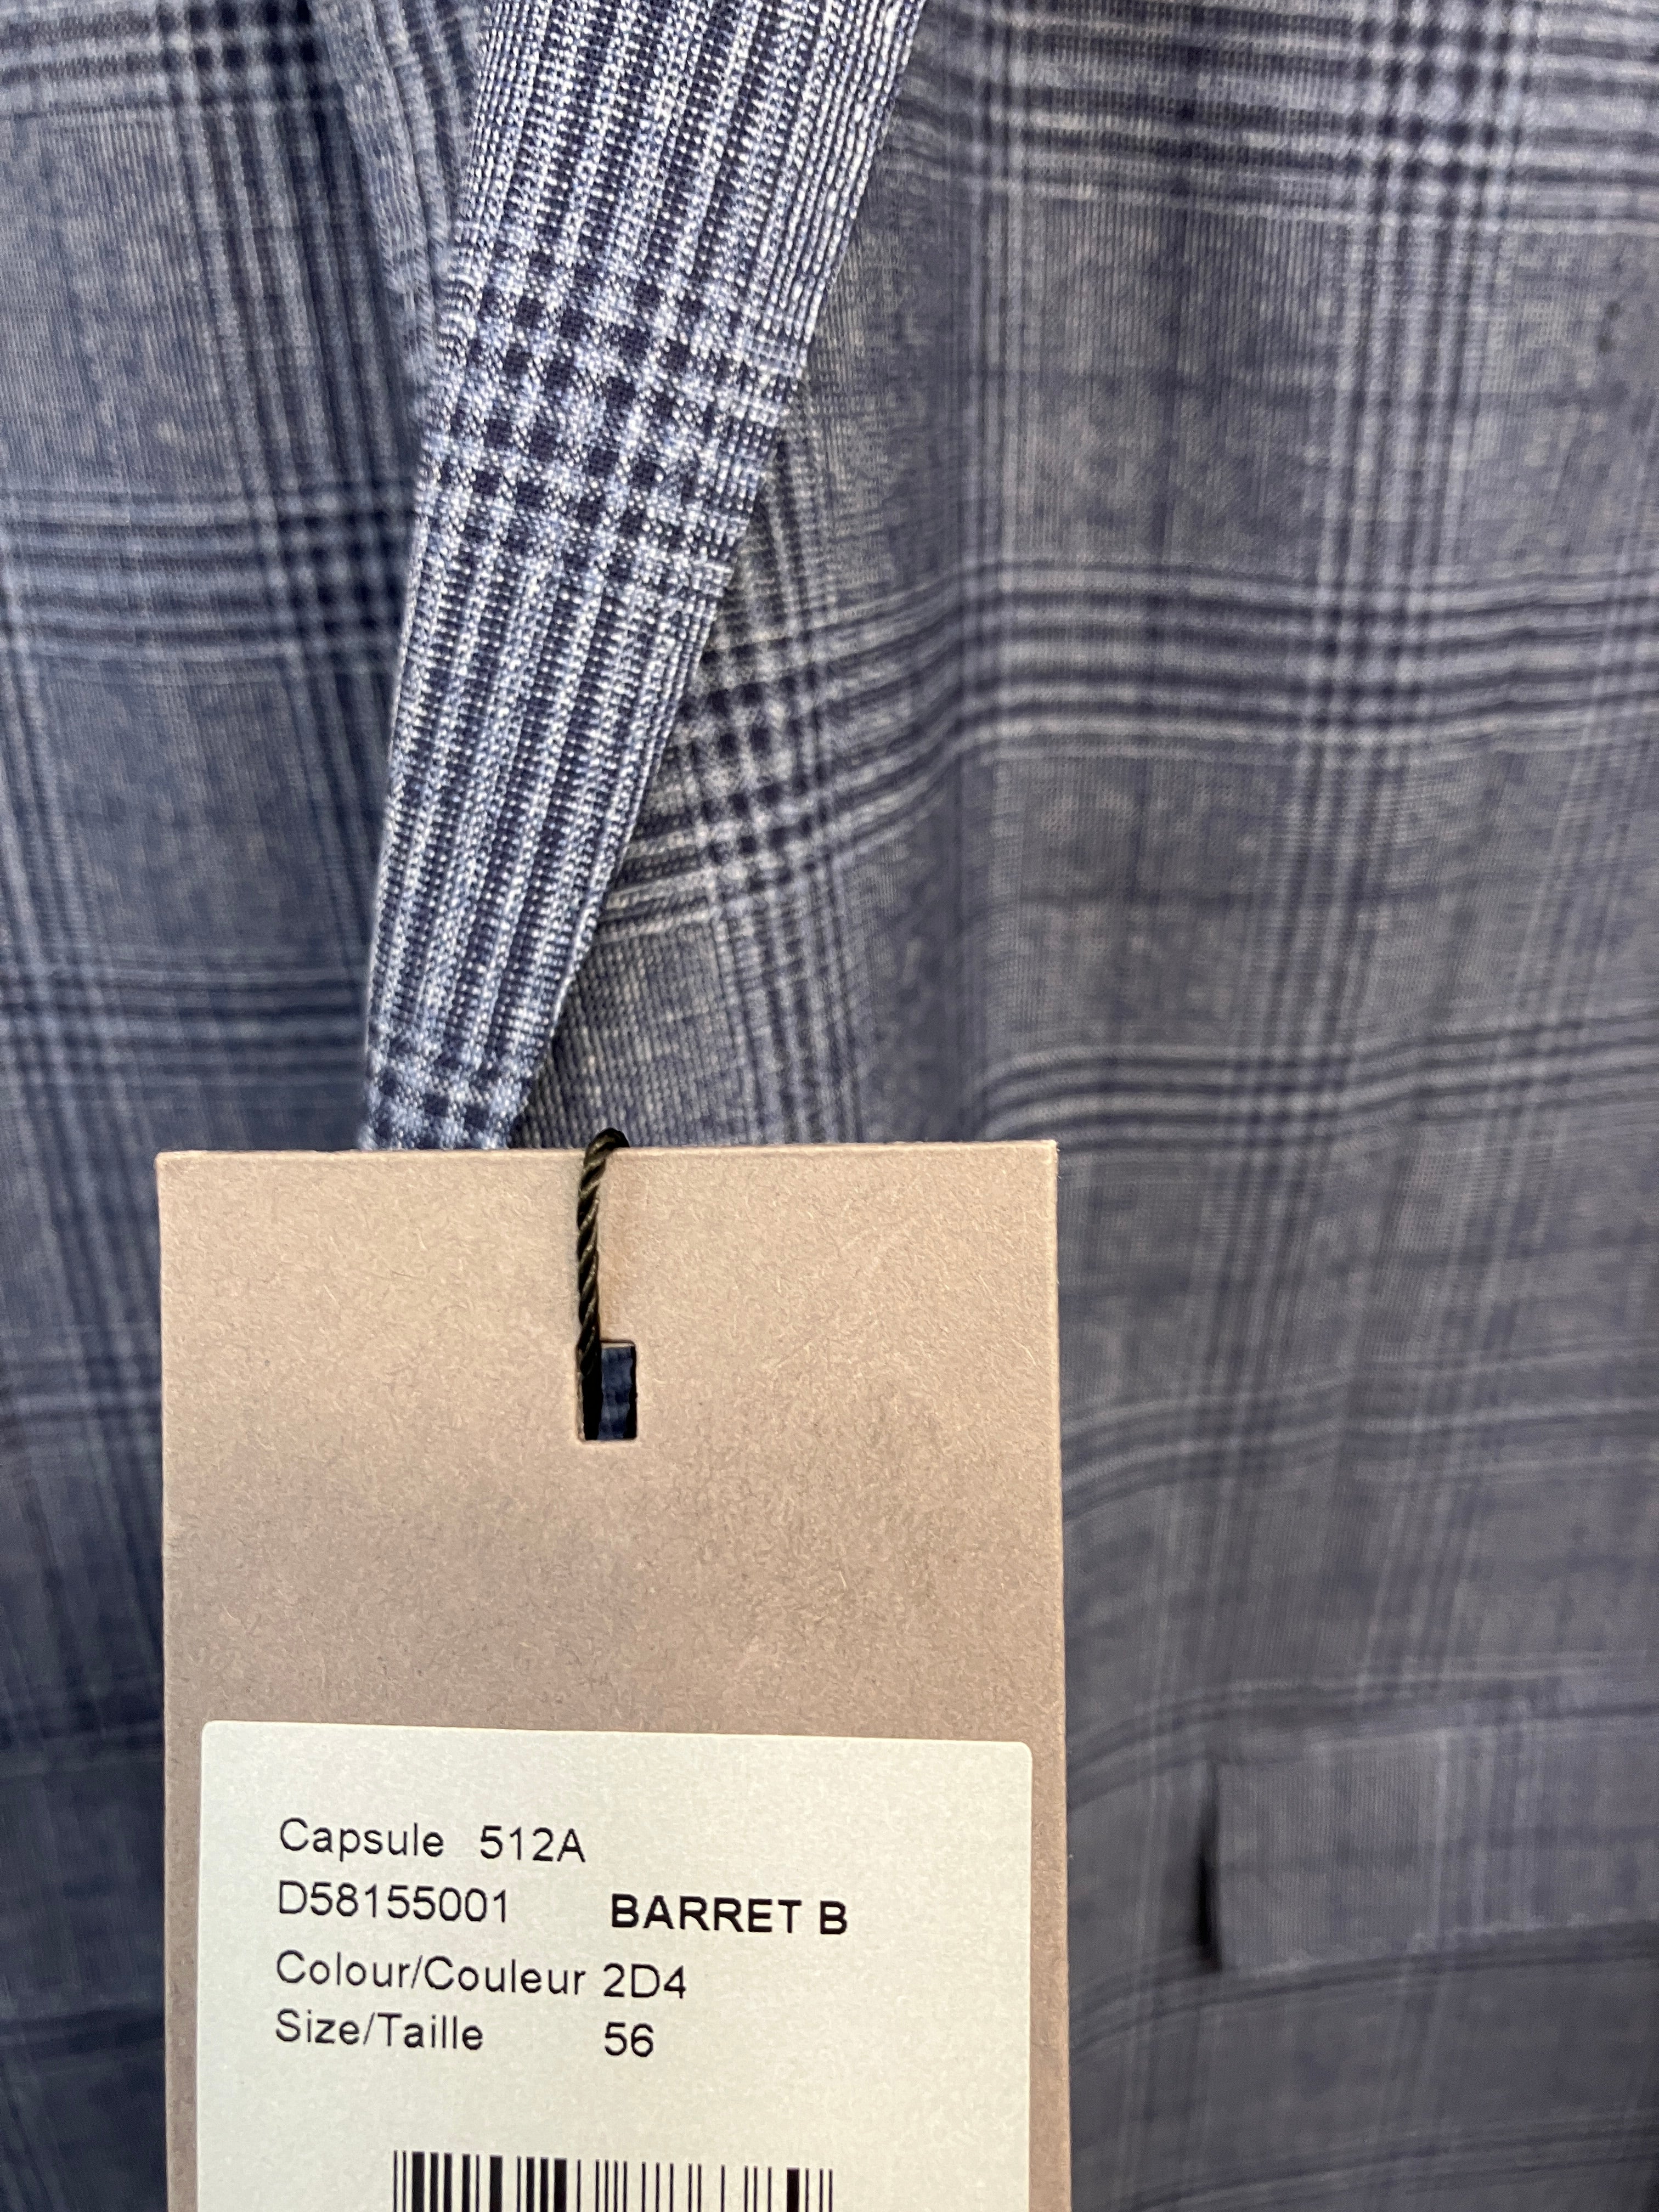 Capsule 512A
D58155001 BARRET B
Colour/Couleur 2D4
Size/Taille 56